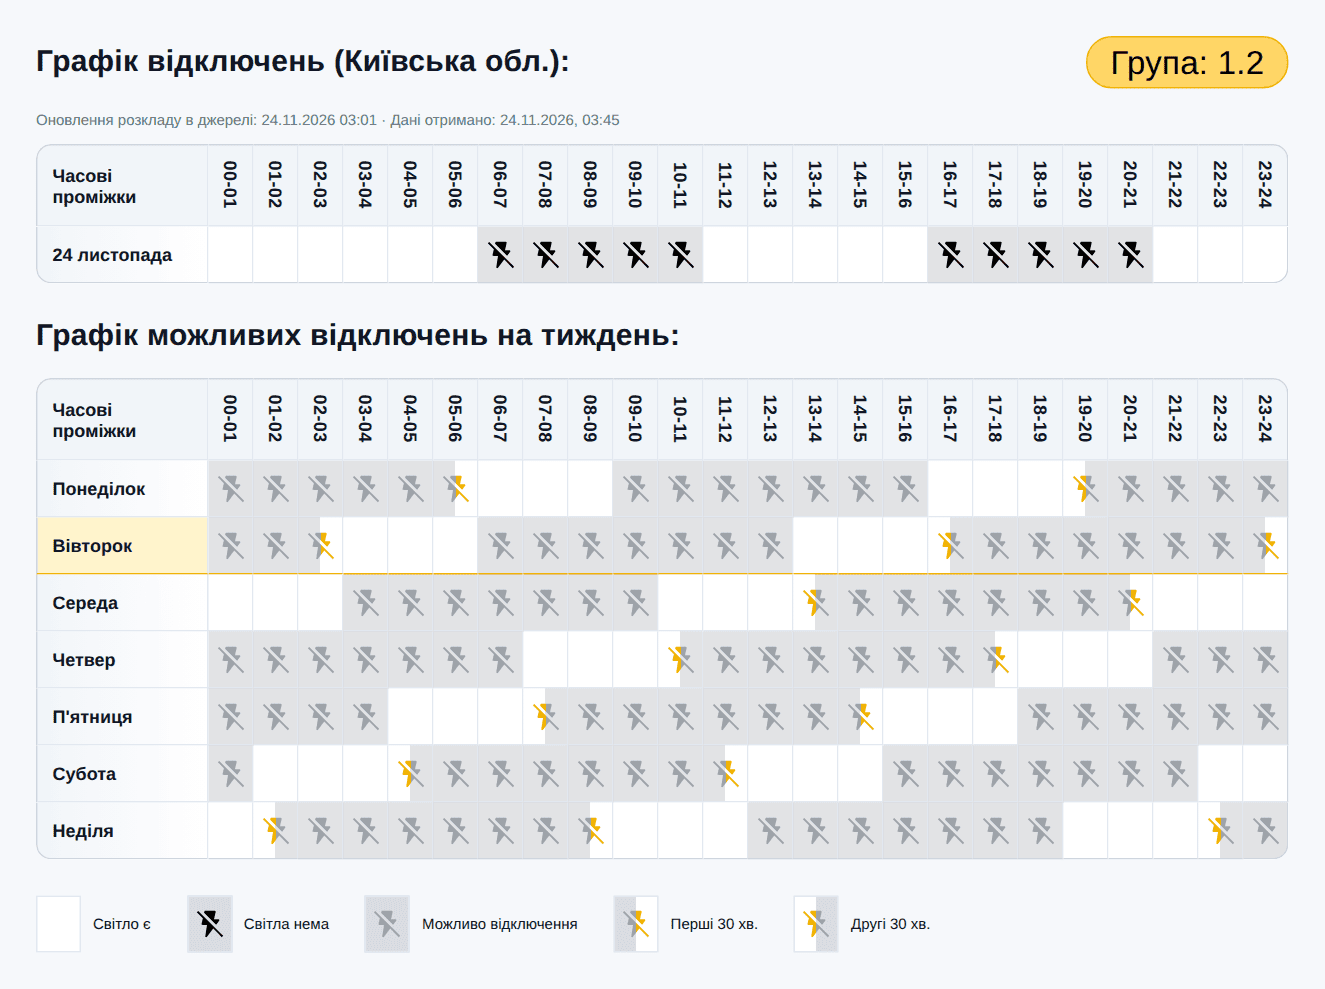 Графік відключень (Київська обл.):
Група: 1.2
Оновлення розкладу в джерелі: 24.11.2026 03:01 · Дані отримано: 24.11.2026, 03:45
Часові проміжки 00-01 01-02 02-03 03-04 04-05 05-06 06-07 07-08 08-09 09-10 10-11 11-12 12-13 13-14 14-15 15-16 16-17 17-18 18-19 19-20 20-21 21-22 22-23 23-24
24 листопада
Графік можливих відключень на тиждень:
Часові проміжки 00-01 01-02 02-03 03-04 04-05 05-06 06-07 07-08 08-09 09-10 10-11 11-12 12-13 13-14 14-15 15-16 16-17 17-18 18-19 19-20 20-21 21-22 22-23 23-24
Понеділок
Вівторок
Середа
Четвер
П'ятниця
Субота
Неділя
Світло є Світла нема Можливо відключення Перші 30 хв. Другі 30 хв.